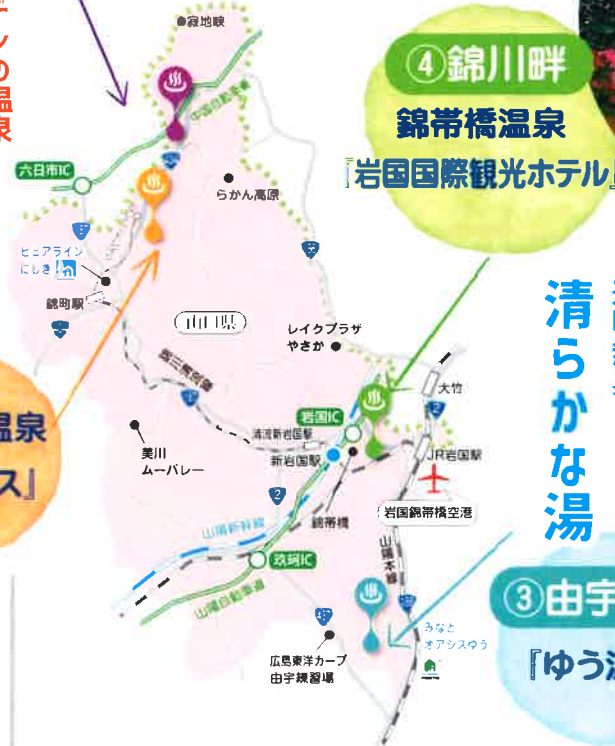 の温泉
寂地峡
中国自動車道
六日市IC
らかん高原
④錦川畔
錦帯橋温泉
『岩国国際観光ホテル』
ピュアライン
にしき
錦町駅
山口県
レイクプラザ
やさか
清らかな湯
大竹
2
岩国IC
清流新岩国駅
新岩国駅
JR岩国駅
温泉
ス』
美川
ムーバレー
2
錦帯橋
岩国錦帯橋空港
山陽新幹線
玖珂IC
山陽本線
山陽自動車道
③由宇
『ゆう
みなと
オアシスゆう
広島東洋カープ
由宇練習場